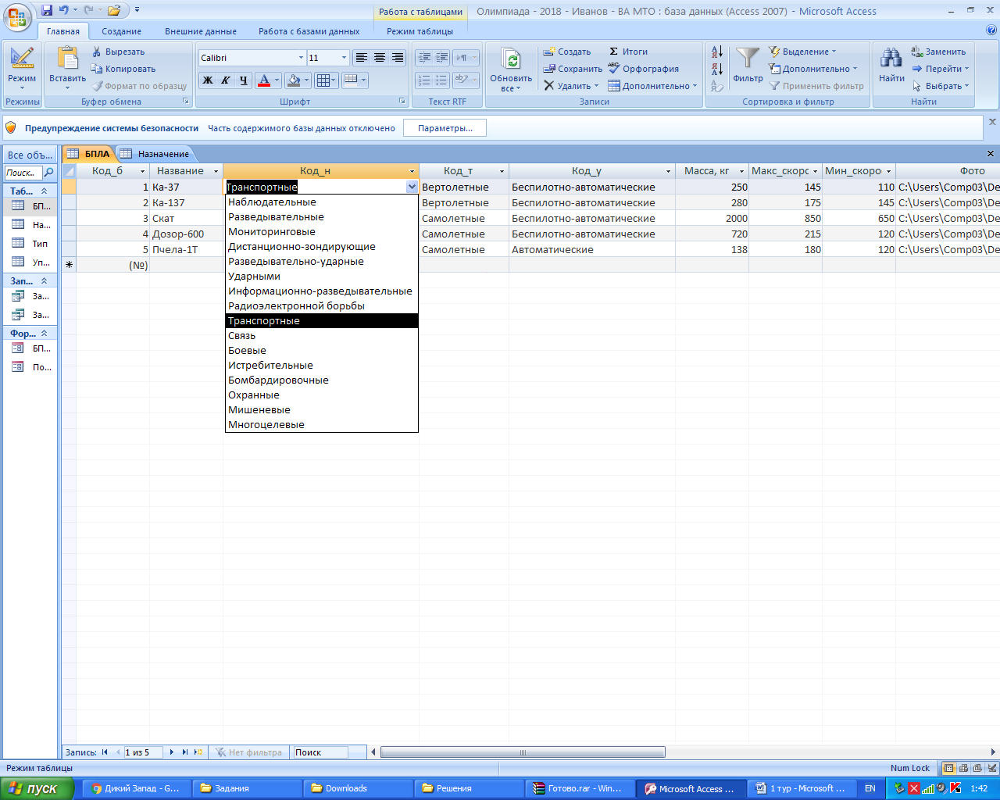 Работа с таблицами
Олимпиада - 2018 - Иванов - ВА МТО : база данных (Access 2007) - Microsoft Access
Главная Создание Внешние данные Работа с базами данных Режим таблицы
Режим
Режимы
Вставить
Вырезать
Копировать
Формат по образцу
Буфер обмена
Calibri 11
Ж К Ч А
Шрифт
Текст RTF
Обновить
все
Создать
Сохранить
Удалить
Итоги
Орфография
Дополнительно
Записи
Фильтр
Выделение
Дополнительно
Применить фильтр
Сортировка и фильтр
Найти
Заменить
Перейти
Выбрать
Найти
Предупреждение системы безопасности Часть содержимого базы данных отключено Параметры...
Все объ...
Поиск...
Таб...
БП...
На...
Тип
Уп...
Зап...
За...
За...
Фор...
БП...
По...
БПЛА Назначение
Код_б Название Код_н Код_т Код_у Масса, кг Макс_скорс Мин_скоро Фото
1 Ка-37 Транспортные Вертолетные Беспилотно-автоматические 250 145 110 C:\Users\Comp03\De
2 Ка-137 Вертолетные Беспилотно-автоматические 280 175 145 C:\Users\Comp03\De
3 Скат Самолетные Беспилотно-автоматические 2000 850 650 C:\Users\Comp03\De
4 Дозор-600 Самолетные Беспилотно-автоматические 720 215 120 C:\Users\Comp03\De
5 Пчела-1Т Самолетные Автоматические 138 180 120 C:\Users\Comp03\De
(№)
Наблюдательные
Разведывательные
Мониторинговые
Дистанционно-зондирующие
Разведывательно-ударные
Ударными
Информационно-разведывательные
Радиоэлектронной борьбы
Транспортные
Связь
Боевые
Истребительные
Бомбардировочные
Охранные
Мишеневые
Многоцелевые
Запись: 1 из 5 Нет фильтра Поиск
Режим таблицы Num Lock
пуск Дикий Запад - G... Задания Downloads Решения Готово.rar - Win... Microsoft Access ... 1 тур - Microsoft ... EN 1:42